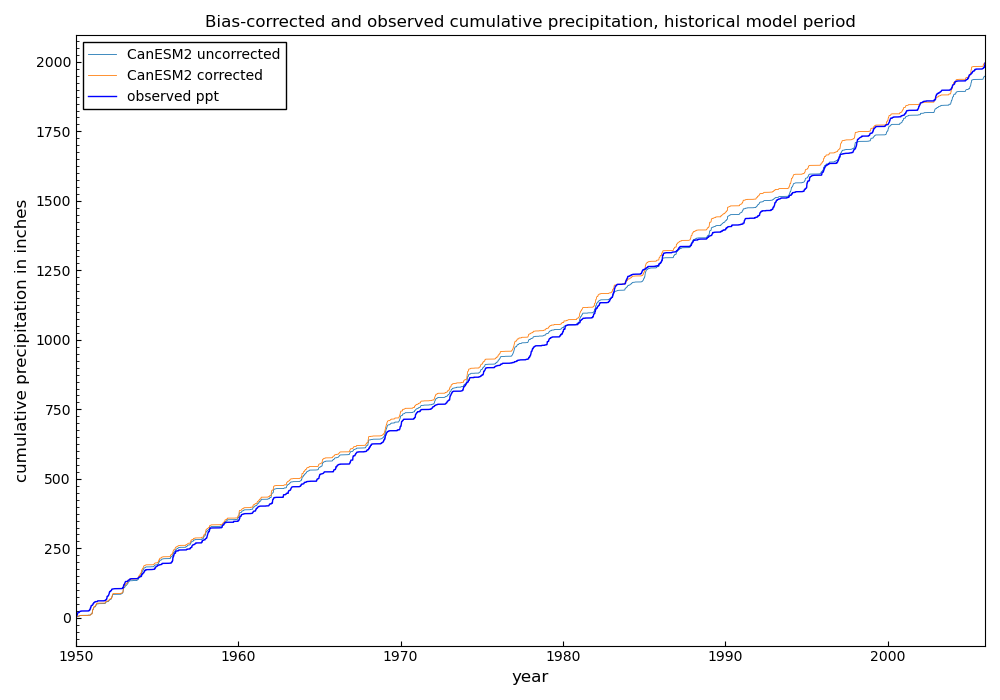 Bias-corrected and observed cumulative precipitation, historical model period
CanESM2 uncorrected
CanESM2 corrected
observed ppt
cumulative precipitation in inches
2000
1750
1500
1250
1000
750
500
250
0
1950 1960 1970 1980 1990 2000
year